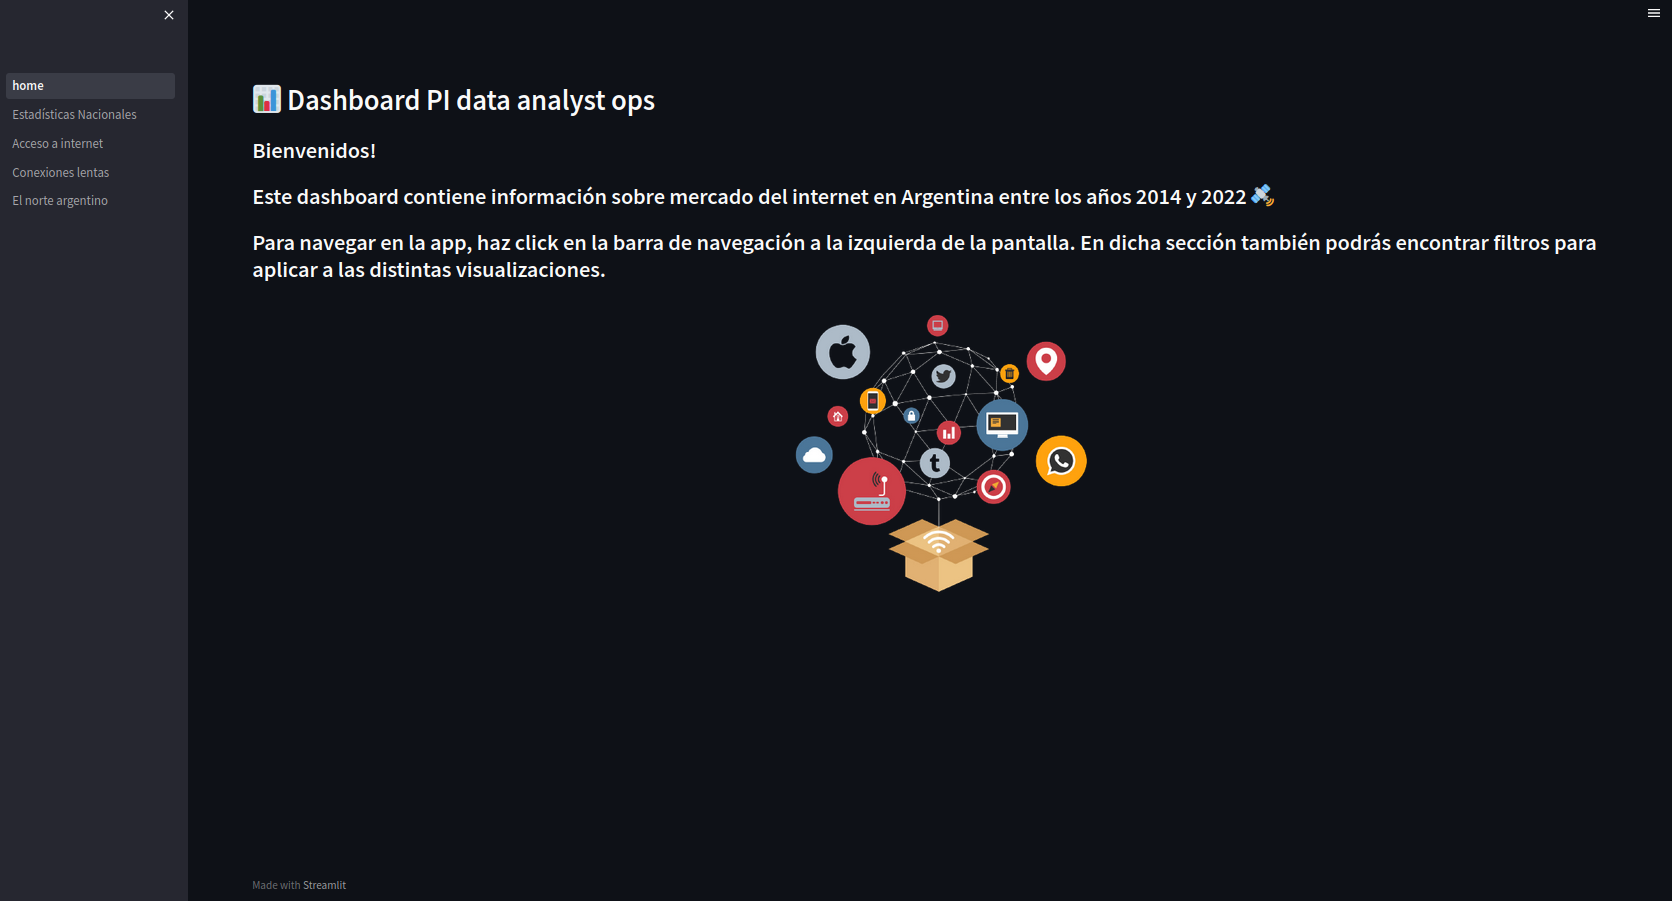 home
Estadísticas Nacionales
Acceso a internet
Conexiones lentas
El norte argentino
Dashboard PI data analyst ops
Bienvenidos!
Este dashboard contiene información sobre mercado del internet en Argentina entre los años 2014 y 2022
Para navegar en la app, haz click en la barra de navegación a la izquierda de la pantalla. En dicha sección también podrás encontrar filtros para
aplicar a las distintas visualizaciones.
Made with Streamlit